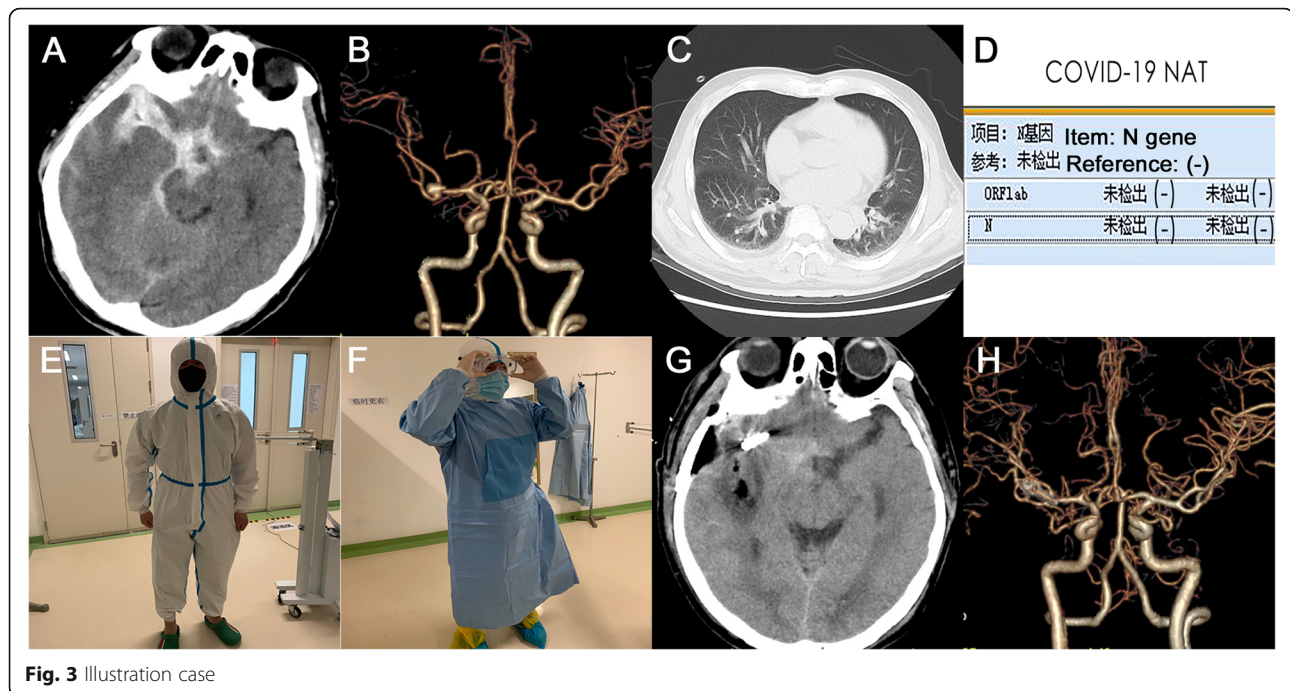 A
B
C
D
COVID-19 NAT
项目: N基因 Item: N gene
参考: 未检出 Reference: (-)
ORFlab 未检出 (-) 未检出 (-)
N 未检出 (-) 未检出 (-)
E
F
临时更衣
G
H
Fig. 3 Illustration case